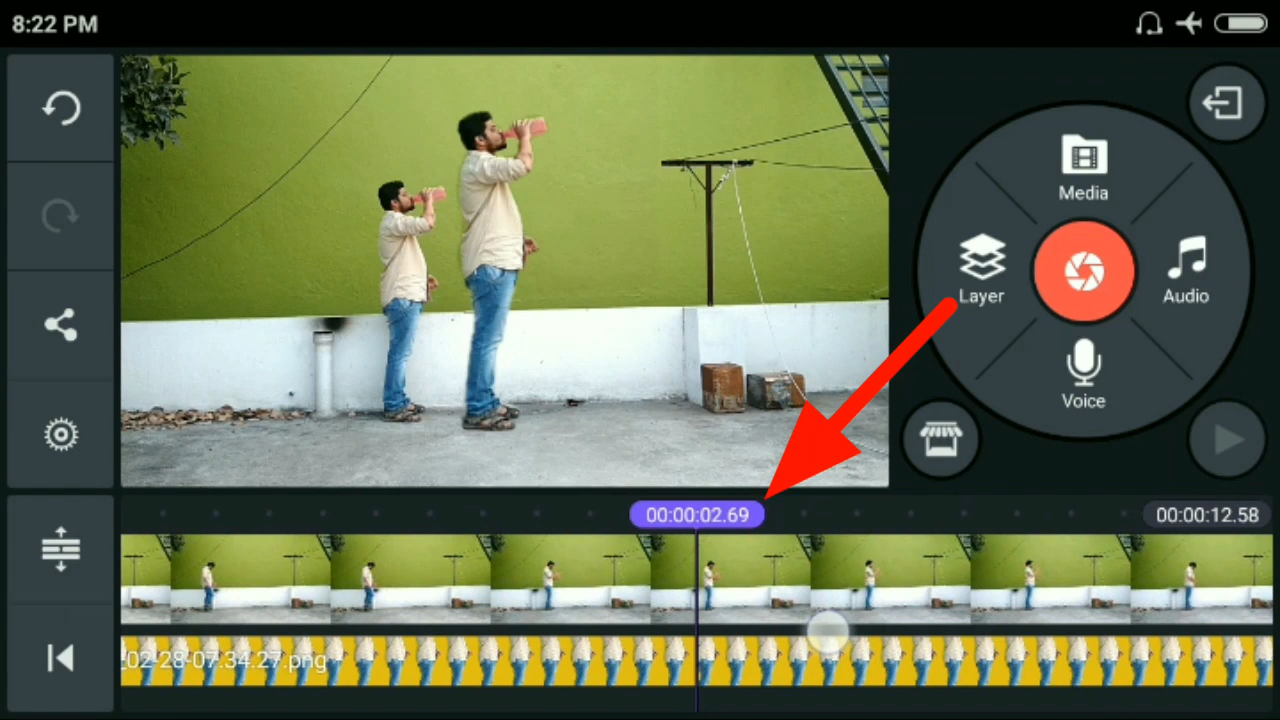 8:22 PM
Media
Layer
Audio
Voice
00:00:02.69
00:00:12.58
02-28-07:34:27.png